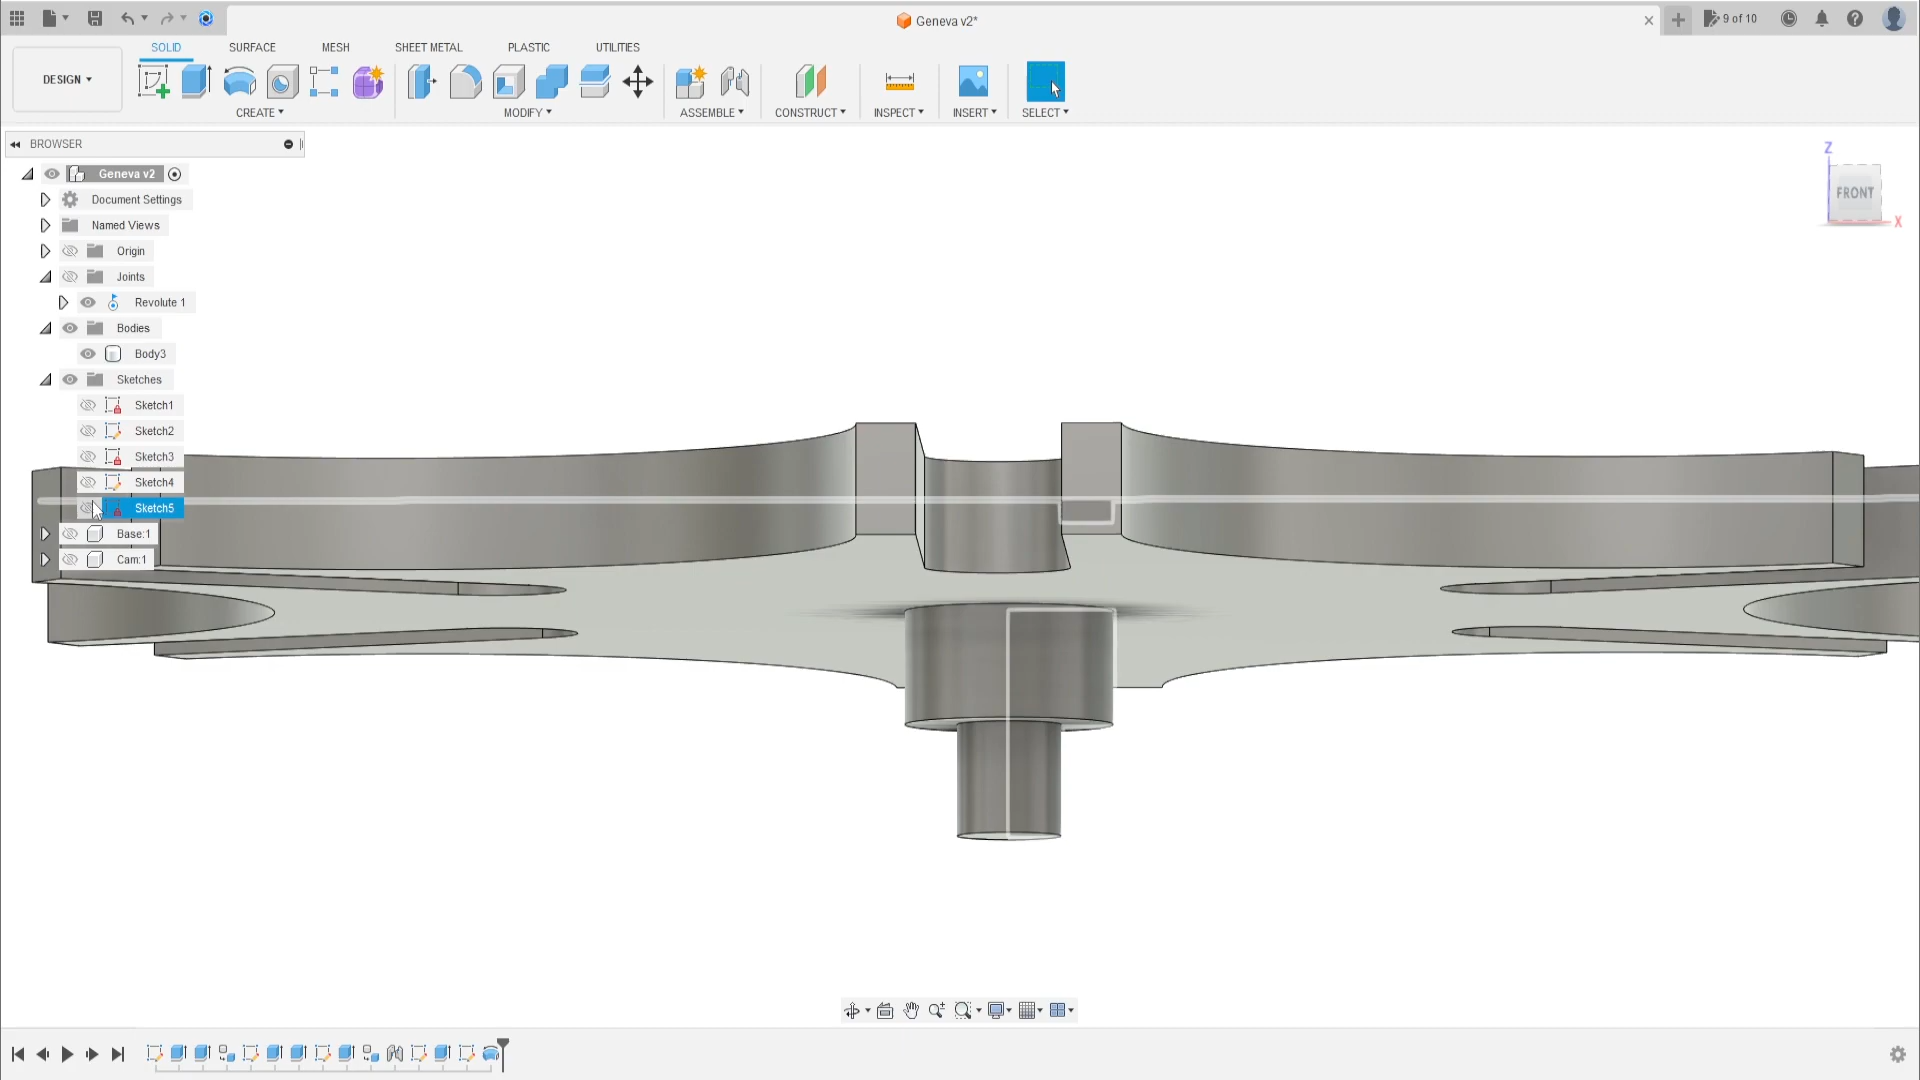 Geneva v2*
9 of 10
SOLID SURFACE MESH SHEET METAL PLASTIC UTILITIES
DESIGN
CREATE MODIFY ASSEMBLE CONSTRUCT INSPECT INSERT SELECT
BROWSER
Geneva v2
Document Settings
Named Views
Origin
Joints
Revolute 1
Bodies
Body3
Sketches
Sketch1
Sketch2
Sketch3
Sketch4
Sketch5
Base:1
Cam:1
Z
FRONT
X